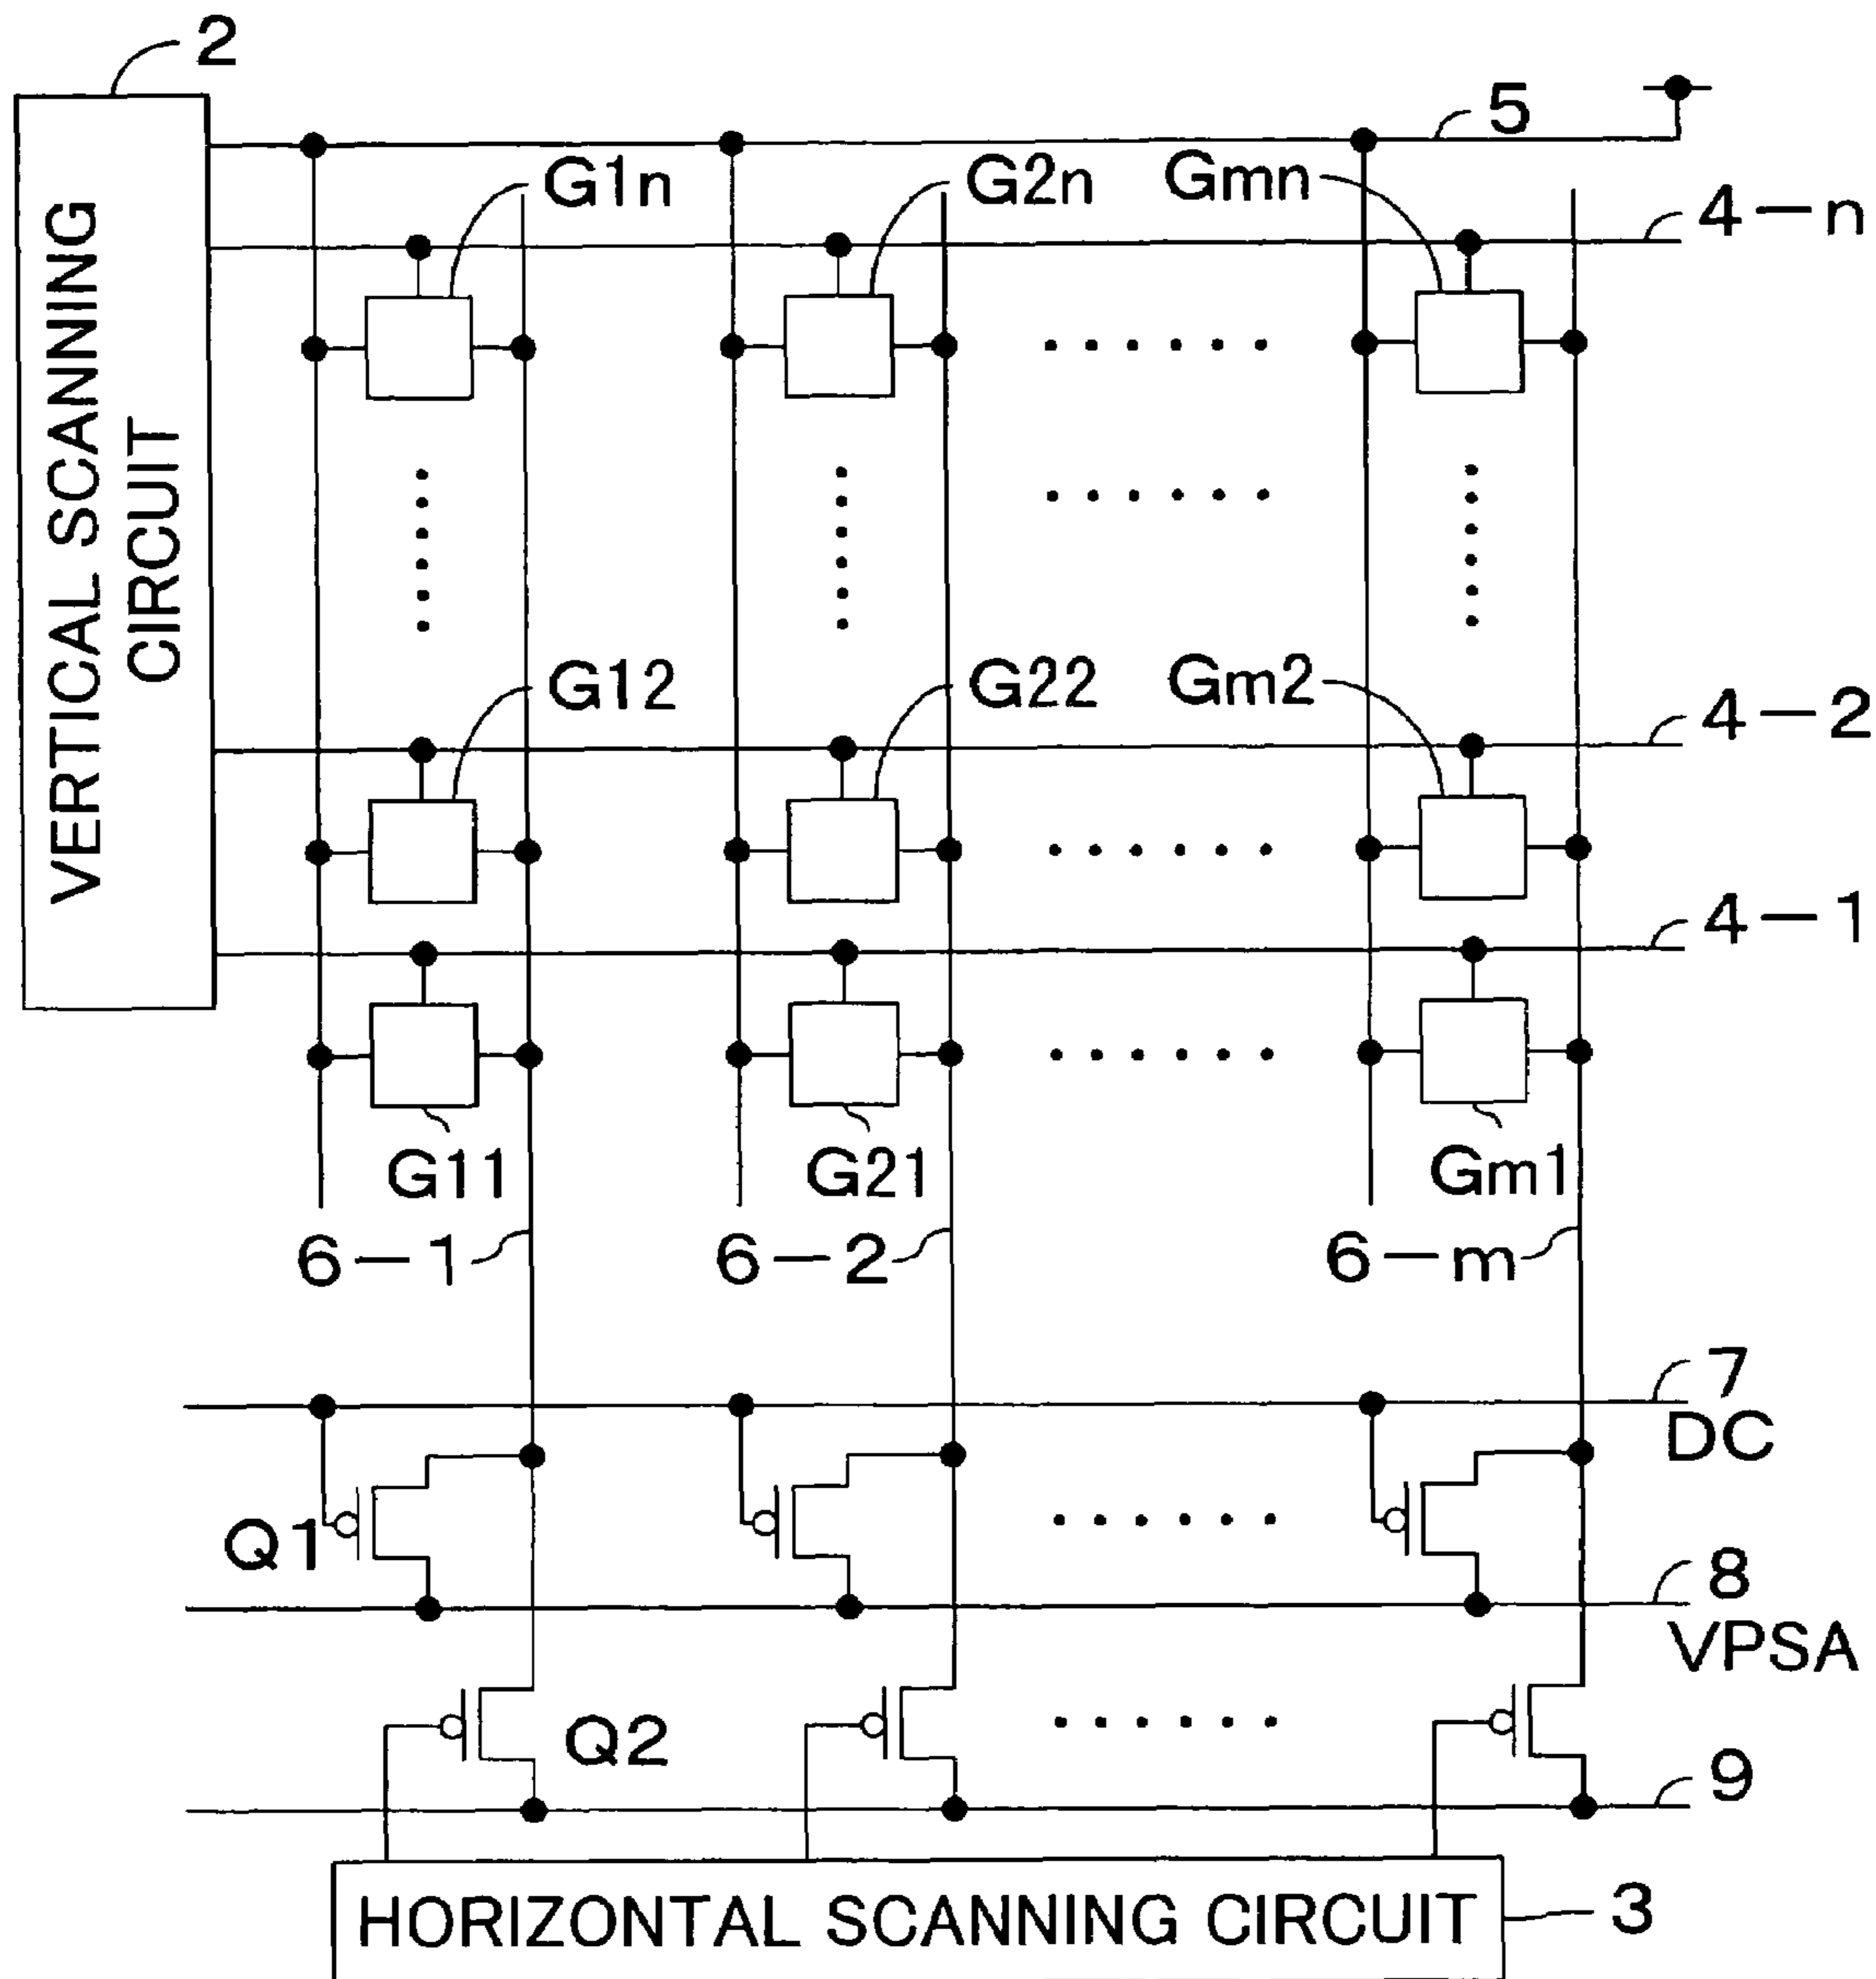 2
5
G1n
G2n
Gmn
4-n
VERTICAL SCANNING
CIRCUIT
G12
G22
Gm2
4-2
4-1
G11
G21
Gm1
6-1
6-2
6-m
7
DC
Q1
8
VPSA
Q2
9
HORIZONTAL SCANNING CIRCUIT
3